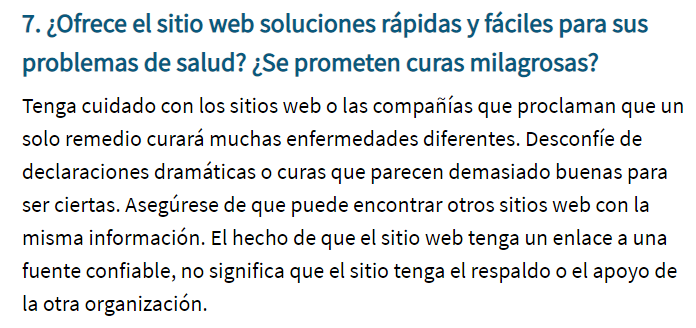 7. ¿Ofrece el sitio web soluciones rápidas y fáciles para sus
problemas de salud? ¿Se prometen curas milagrosas?
Tenga cuidado con los sitios web o las compañías que proclaman que un
solo remedio curará muchas enfermedades diferentes. Desconfíe de
declaraciones dramáticas o curas que parecen demasiado buenas para
ser ciertas. Asegúrese de que puede encontrar otros sitios web con la
misma información. El hecho de que el sitio web tenga un enlace a una
fuente confiable, no significa que el sitio tenga el respaldo o el apoyo de
la otra organización.